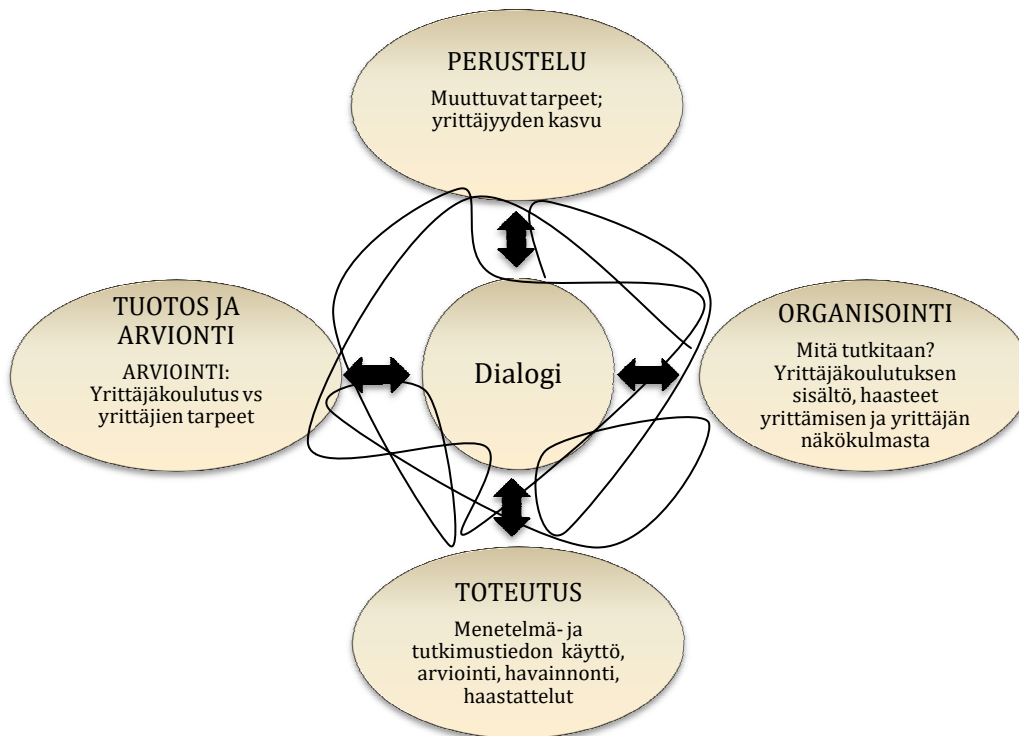 PERUSTELU
Muuttuvat tarpeet;
yrittäjyyden kasvu
TUOTOS JA
ARVIONTI
ARVIOINTI:
Yrittäjäkoulutus vs
yrittäjien tarpeet
Dialogi
ORGANISOINTI
Mitä tutkitaan?
Yrittäjäkoulutuksen
sisältö, haasteet
yrittämisen ja yrittäjän
näkökulmasta
TOTEUTUS
Menetelmä- ja
tutkimustiedon käyttö,
arviointi, havainnonti,
haastattelut